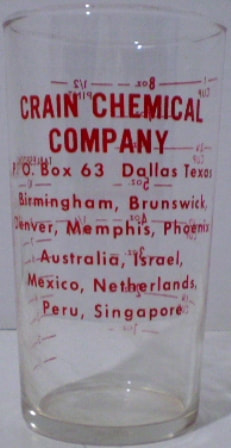 CRAIN CHEMICAL
COMPANY
P.O. Box 63 Dallas Texas
Birmingham, Brunswick,
Denver, Memphis, Phoenix
Australia, Israel,
Mexico, Netherlands,
Peru, Singapore